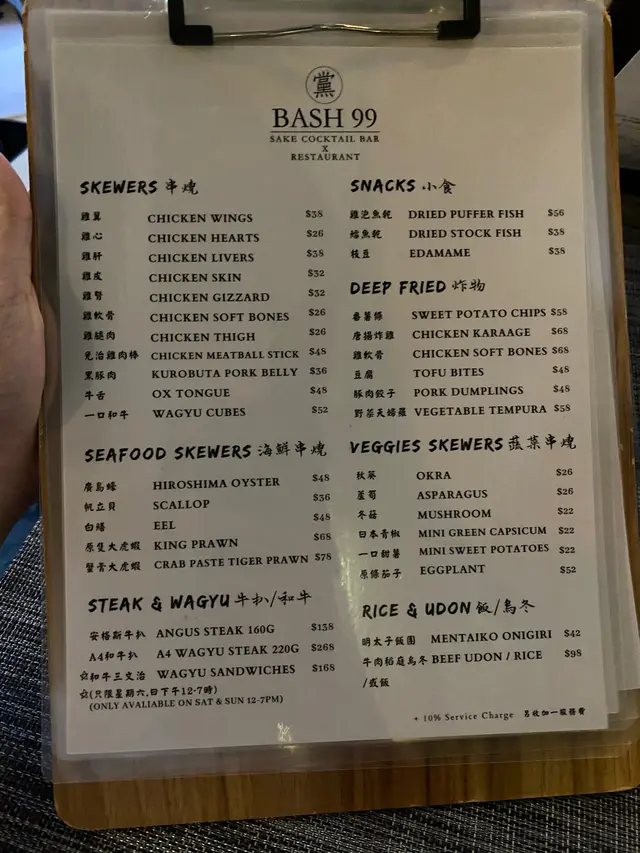 黨
BASH 99
SAKE COCKTAIL BAR
X
RESTAURANT
SKEWERS 串燒
雞翼 CHICKEN WINGS $38
雞心 CHICKEN HEARTS $26
雞肝 CHICKEN LIVERS $38
雞皮 CHICKEN SKIN $32
雞腎 CHICKEN GIZZARD $32
雞軟骨 CHICKEN SOFT BONES $26
雞腿肉 CHICKEN THIGH $26
免治雞肉棒 CHICKEN MEATBALL STICK $48
黑豚肉 KUROBUTA PORK BELLY $36
牛舌 OX TONGUE $48
一口和牛 WAGYU CUBES $52
SEAFOOD SKEWERS 海鮮串燒
廣島蠔 HIROSHIMA OYSTER $48
帆立貝 SCALLOP $36
白鱔 EEL $48
原隻大虎蝦 KING PRAWN $68
蟹膏大虎蝦 CRAB PASTE TIGER PRAWN $78
STEAK & WAGYU 牛扒/和牛
安格斯牛扒 ANGUS STEAK 160G $138
A4和牛扒 A4 WAGYU STEAK 220G $268
☆和牛三文治 WAGYU SANDWICHES $168
☆(只限星期六,日下午12-7時)
(ONLY AVALIABLE ON SAT & SUN 12-7PM)
SNACKS 小食
雞泡魚乾 DRIED PUFFER FISH $56
鱈魚乾 DRIED STOCK FISH $38
枝豆 EDAMAME $38
DEEP FRIED 炸物
番薯條 SWEET POTATO CHIPS $58
唐揚炸雞 CHICKEN KARAAGE $68
雞軟骨 CHICKEN SOFT BONES $68
豆腐 TOFU BITES $48
豚肉餃子 PORK DUMPLINGS $48
野菜天婦羅 VEGETABLE TEMPURA $58
VEGGIES SKEWERS 蔬菜串燒
秋葵 OKRA $26
蘆筍 ASPARAGUS $26
冬菇 MUSHROOM $22
日本青椒 MINI GREEN CAPSICUM $22
一口甜薯 MINI SWEET POTATOES $22
原條茄子 EGGPLANT $52
RICE & UDON 飯/烏冬
明太子飯團 MENTAIKO ONIGIRI $42
牛肉稻庭烏冬 BEEF UDON / RICE $98
/或飯
+ 10% Service Charge 另收加一服務費